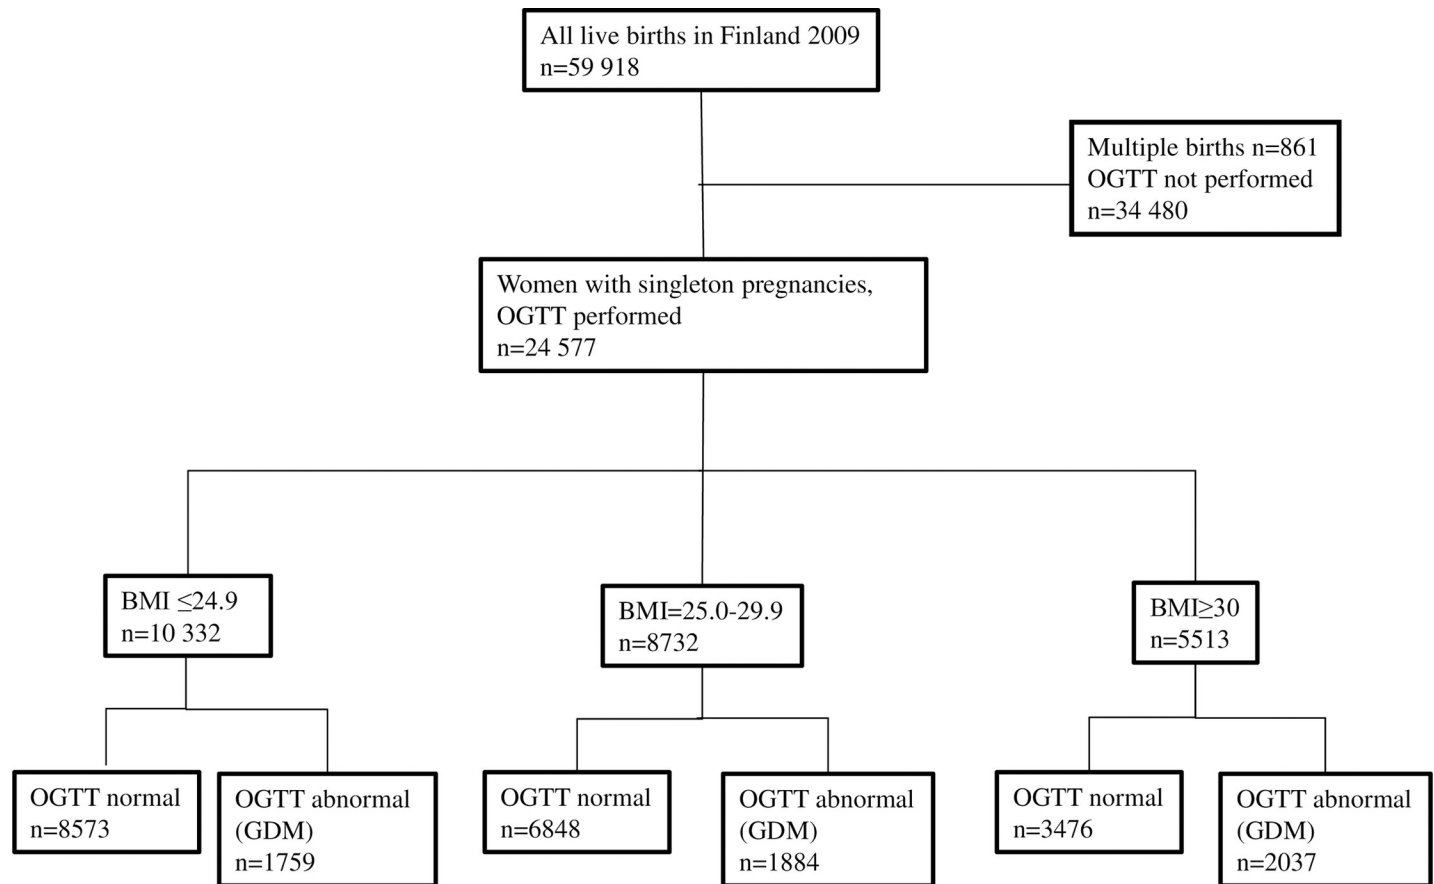 All live births in Finland 2009
n=59 918
Multiple births n=861
OGTT not performed
n=34 480
Women with singleton pregnancies,
OGTT performed
n=24 577
BMI ≤24.9
n=10 332
BMI=25.0-29.9
n=8732
BMI≥30
n=5513
OGTT normal
n=8573
OGTT abnormal
(GDM)
n=1759
OGTT normal
n=6848
OGTT abnormal
(GDM)
n=1884
OGTT normal
n=3476
OGTT abnormal
(GDM)
n=2037